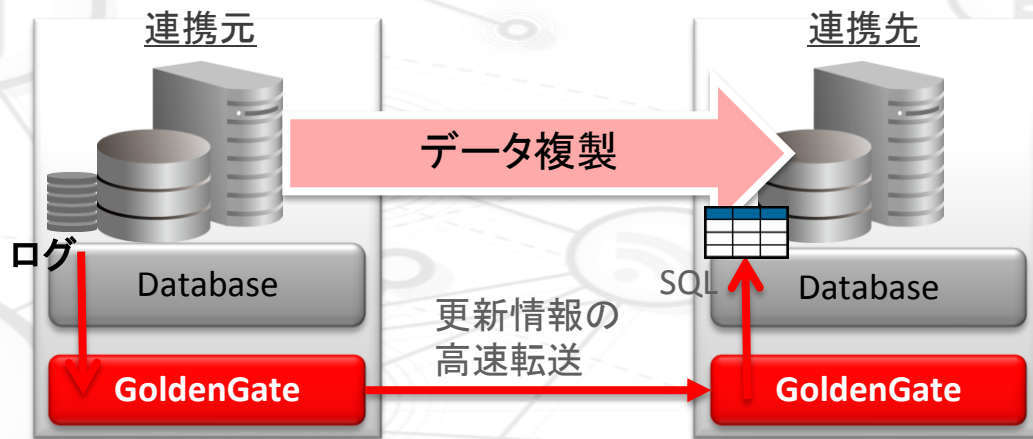 連携元
連携先
データ複製
ログ
Database
SQL
Database
更新情報の
高速転送
GoldenGate
GoldenGate